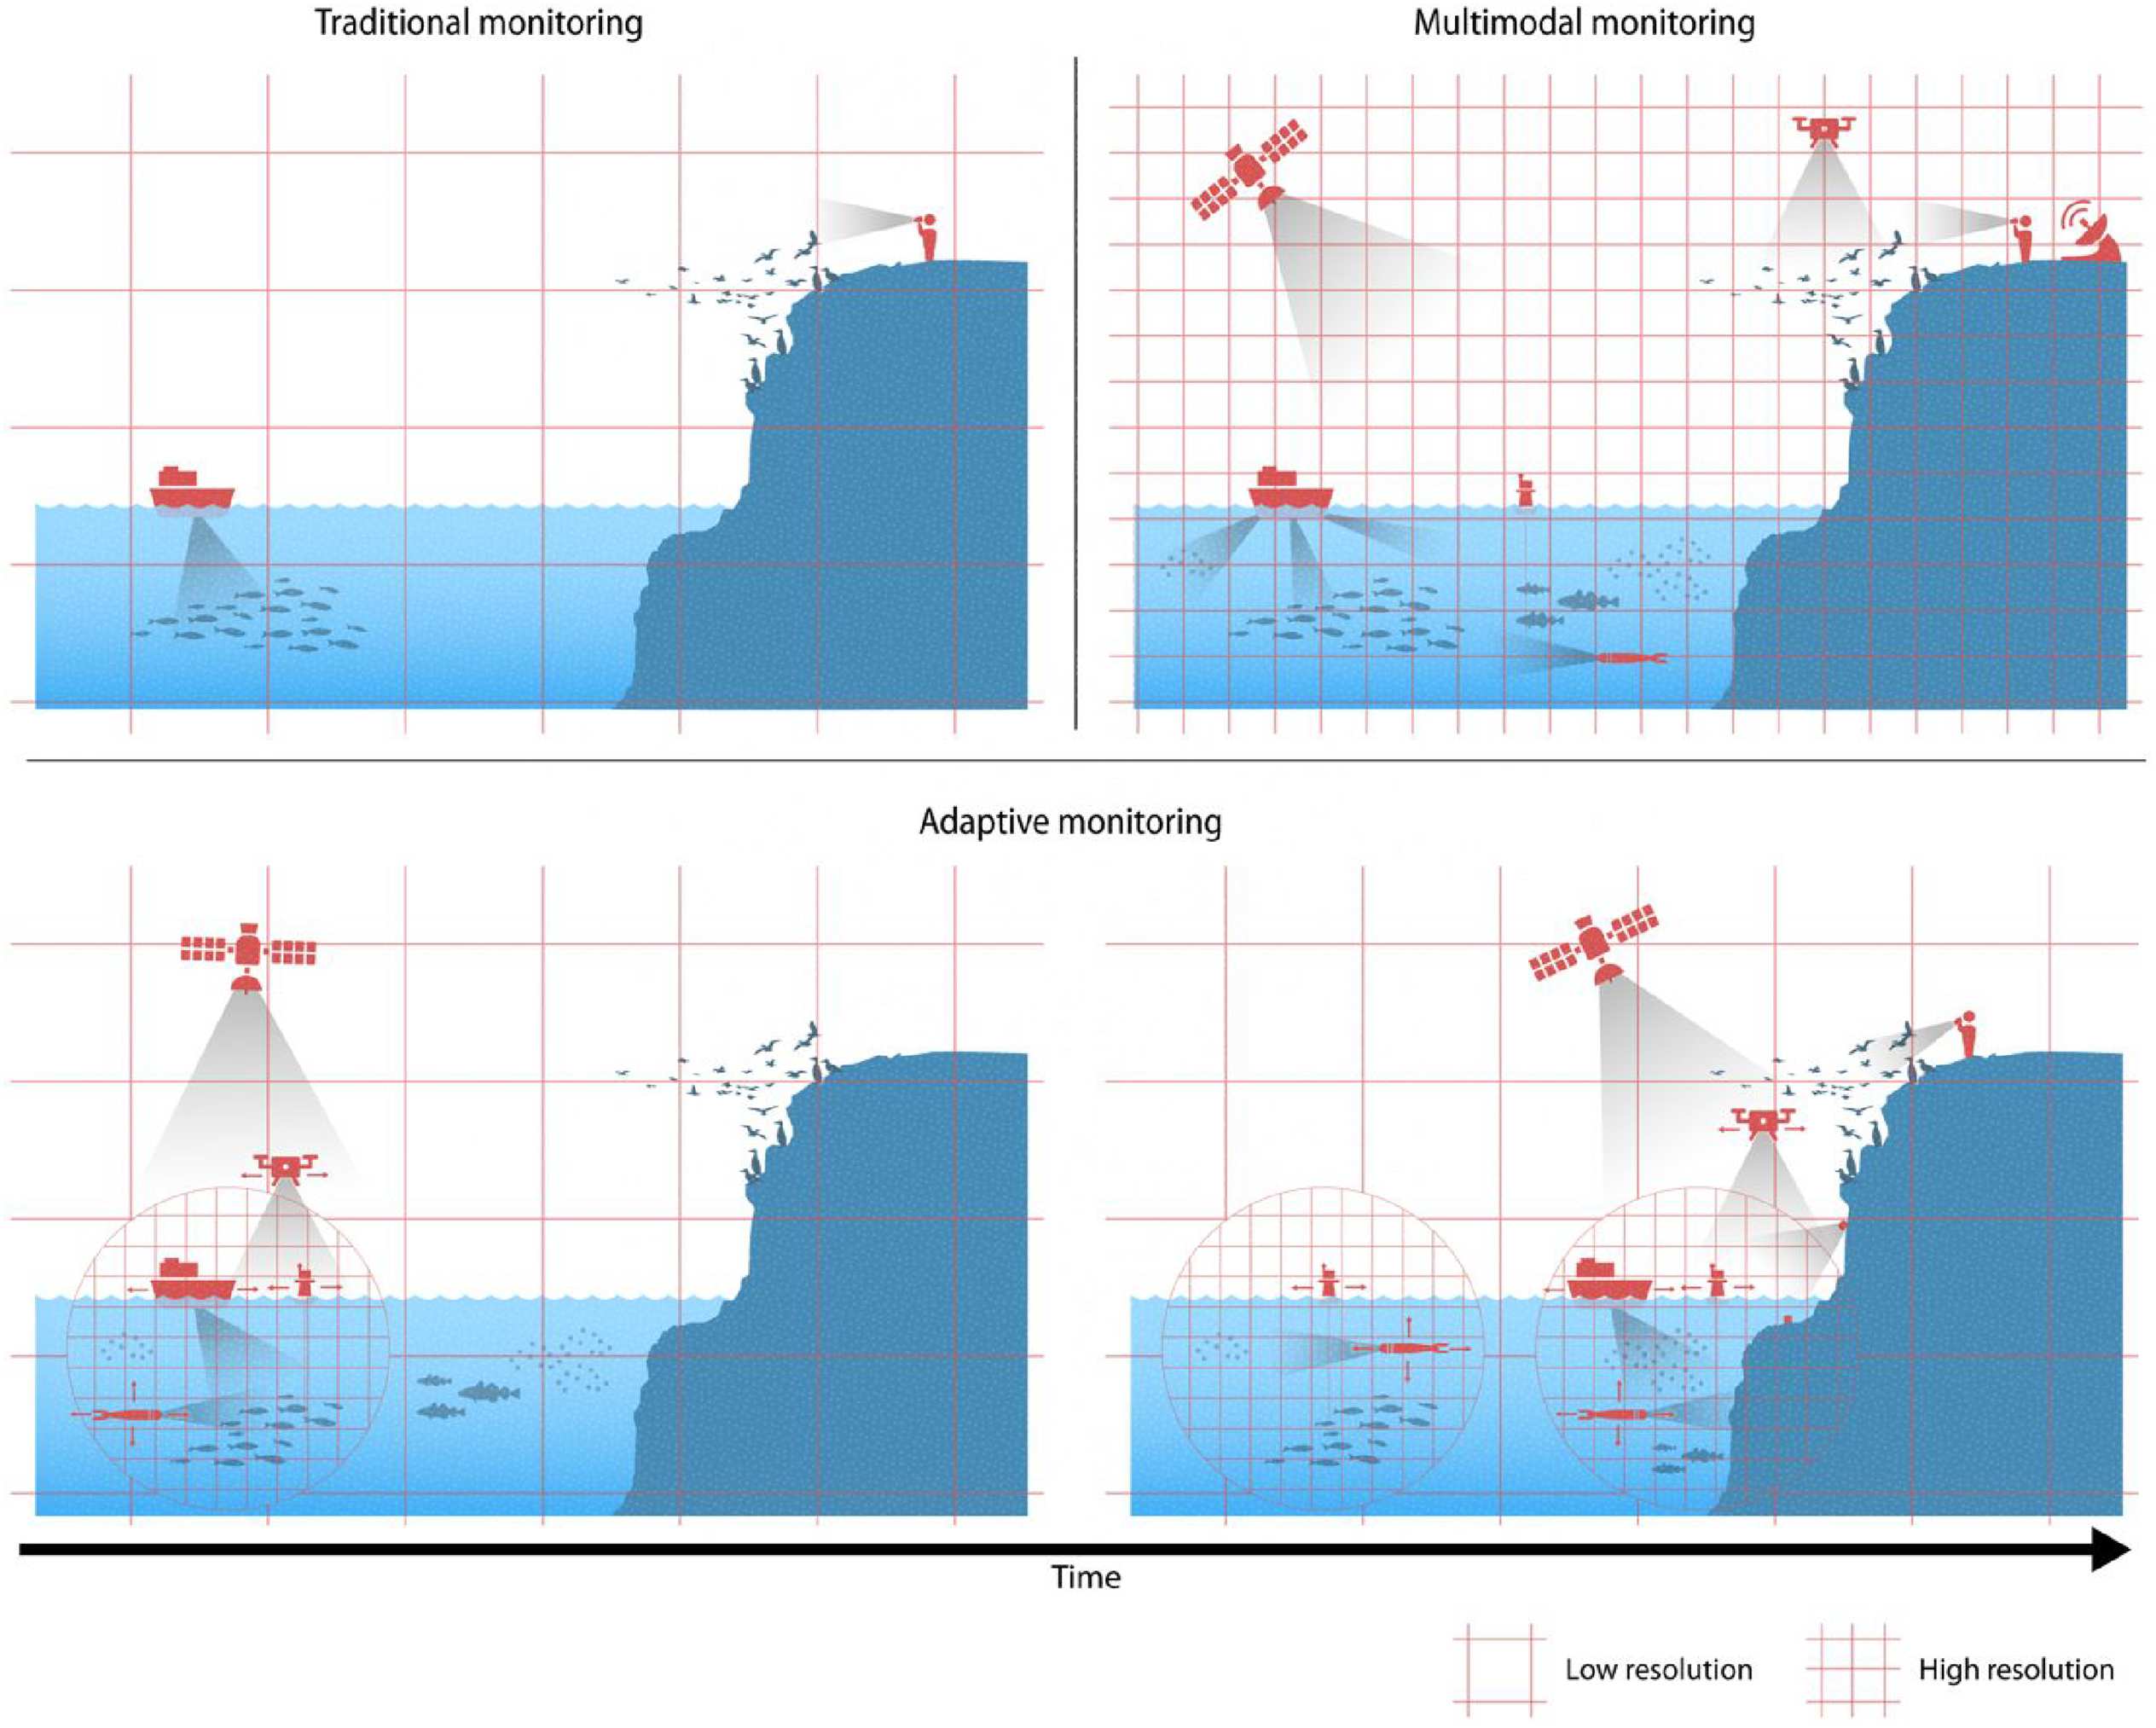 Traditional monitoring
Multimodal monitoring
Adaptive monitoring
Time
Low resolution
High resolution